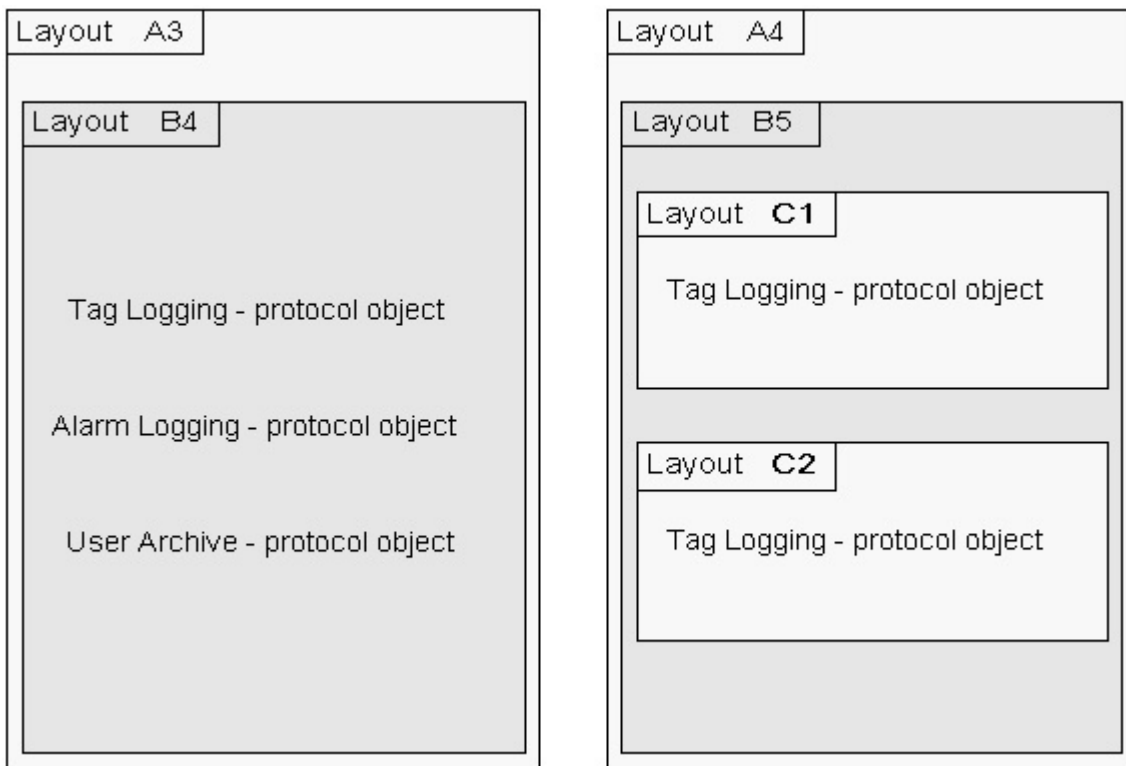 Layout A3
Layout B4
Tag Logging - protocol object
Alarm Logging - protocol object
User Archive - protocol object
Layout A4
Layout B5
Layout C1
Tag Logging - protocol object
Layout C2
Tag Logging - protocol object